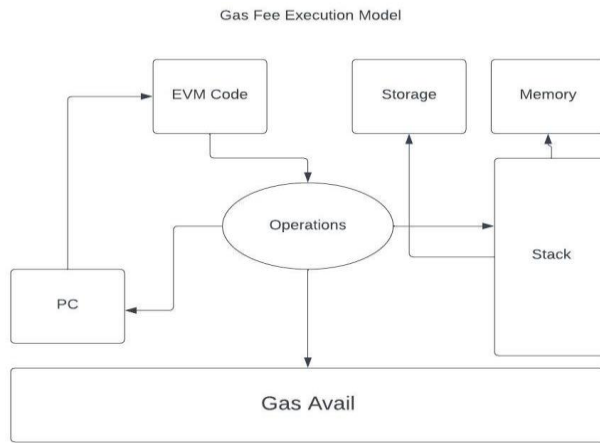 Gas Fee Execution Model
EVM Code
Storage
Memory
Operations
Stack
PC
Gas Avail